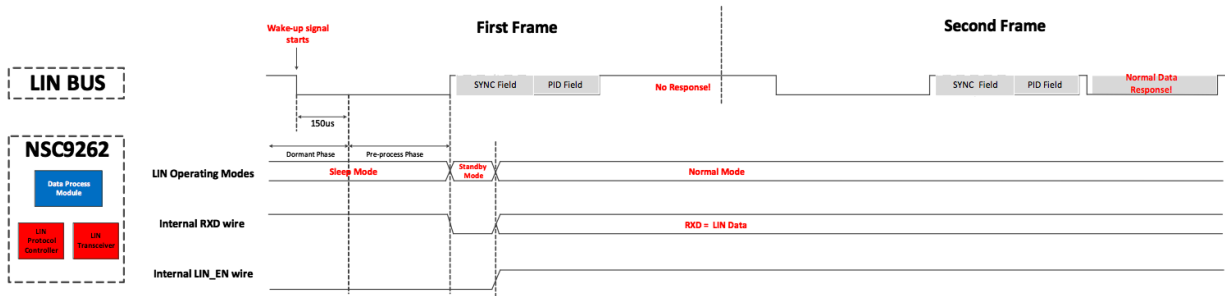 Wake-up signal
starts
First Frame
Second Frame
LIN BUS
SYNC Field
PID Field
No Response!
SYNC Field
PID Field
Normal Data
Response!
150us
NSC9262
Data Process
Module
LIN
Protocol
Controller
LIN
Transceiver
Dormant Phase
Pre-process Phase
LIN Operating Modes
Sleep Mode
Standby
Mode
Normal Mode
Internal RXD wire
RXD = LIN Data
Internal LIN_EN wire